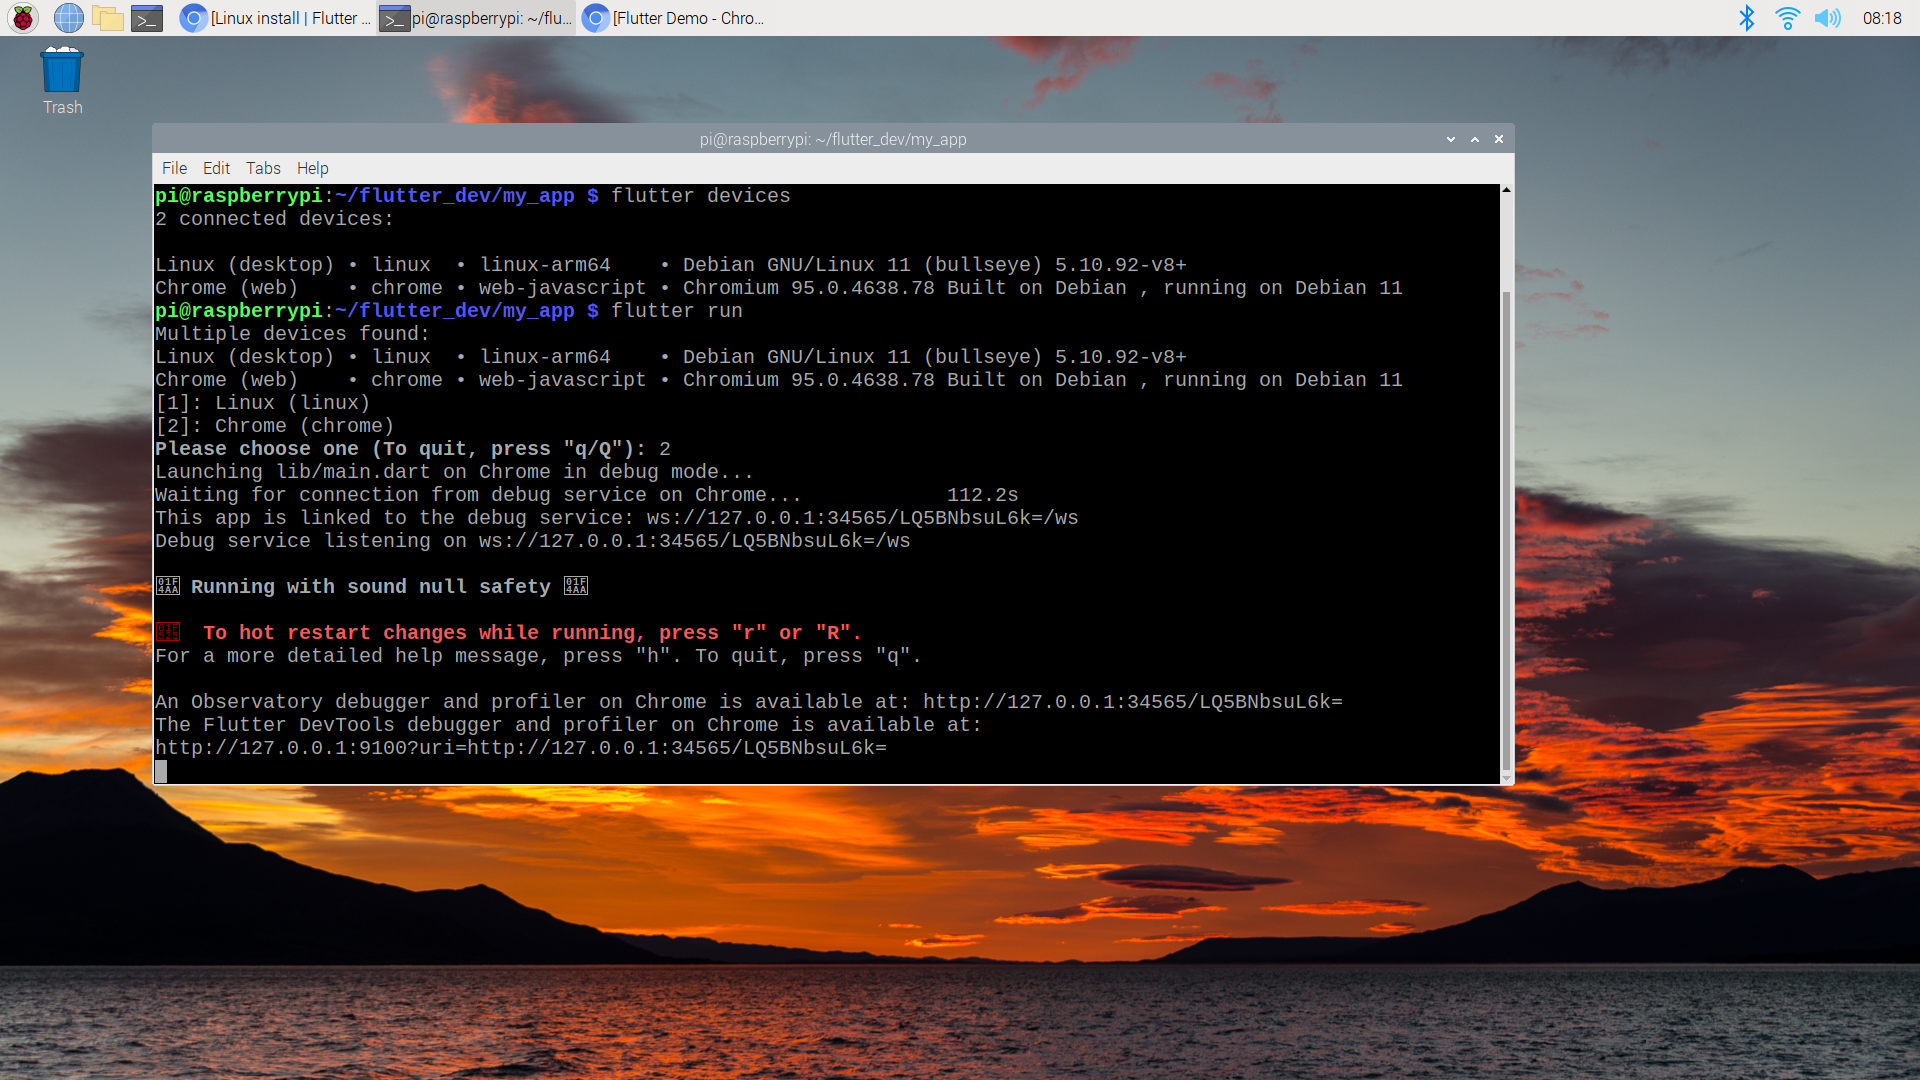 [Linux install | Flutter ...
pi@raspberrypi: ~/flu...
[Flutter Demo - Chro...
08:18
Trash
pi@raspberrypi: ~/flutter_dev/my_app
File Edit Tabs Help
pi@raspberrypi:~/flutter_dev/my_app $ flutter devices
2 connected devices:
Linux (desktop) • linux  • linux-arm64    • Debian GNU/Linux 11 (bullseye) 5.10.92-v8+
Chrome (web)    • chrome • web-javascript • Chromium 95.0.4638.78 Built on Debian , running on Debian 11
pi@raspberrypi:~/flutter_dev/my_app $ flutter run
Multiple devices found:
Linux (desktop) • linux  • linux-arm64    • Debian GNU/Linux 11 (bullseye) 5.10.92-v8+
Chrome (web)    • chrome • web-javascript • Chromium 95.0.4638.78 Built on Debian , running on Debian 11
[1]: Linux (linux)
[2]: Chrome (chrome)
Please choose one (To quit, press "q/Q"): 2
Launching lib/main.dart on Chrome in debug mode...
Waiting for connection from debug service on Chrome...            112.2s
This app is linked to the debug service: ws://127.0.0.1:34565/LQ5BNbsuL6k=/ws
Debug service listening on ws://127.0.0.1:34565/LQ5BNbsuL6k=/ws
Running with sound null safety
To hot restart changes while running, press "r" or "R".
For a more detailed help message, press "h". To quit, press "q".
An Observatory debugger and profiler on Chrome is available at: http://127.0.0.1:34565/LQ5BNbsuL6k=
The Flutter DevTools debugger and profiler on Chrome is available at:
http://127.0.0.1:9100?uri=http://127.0.0.1:34565/LQ5BNbsuL6k=